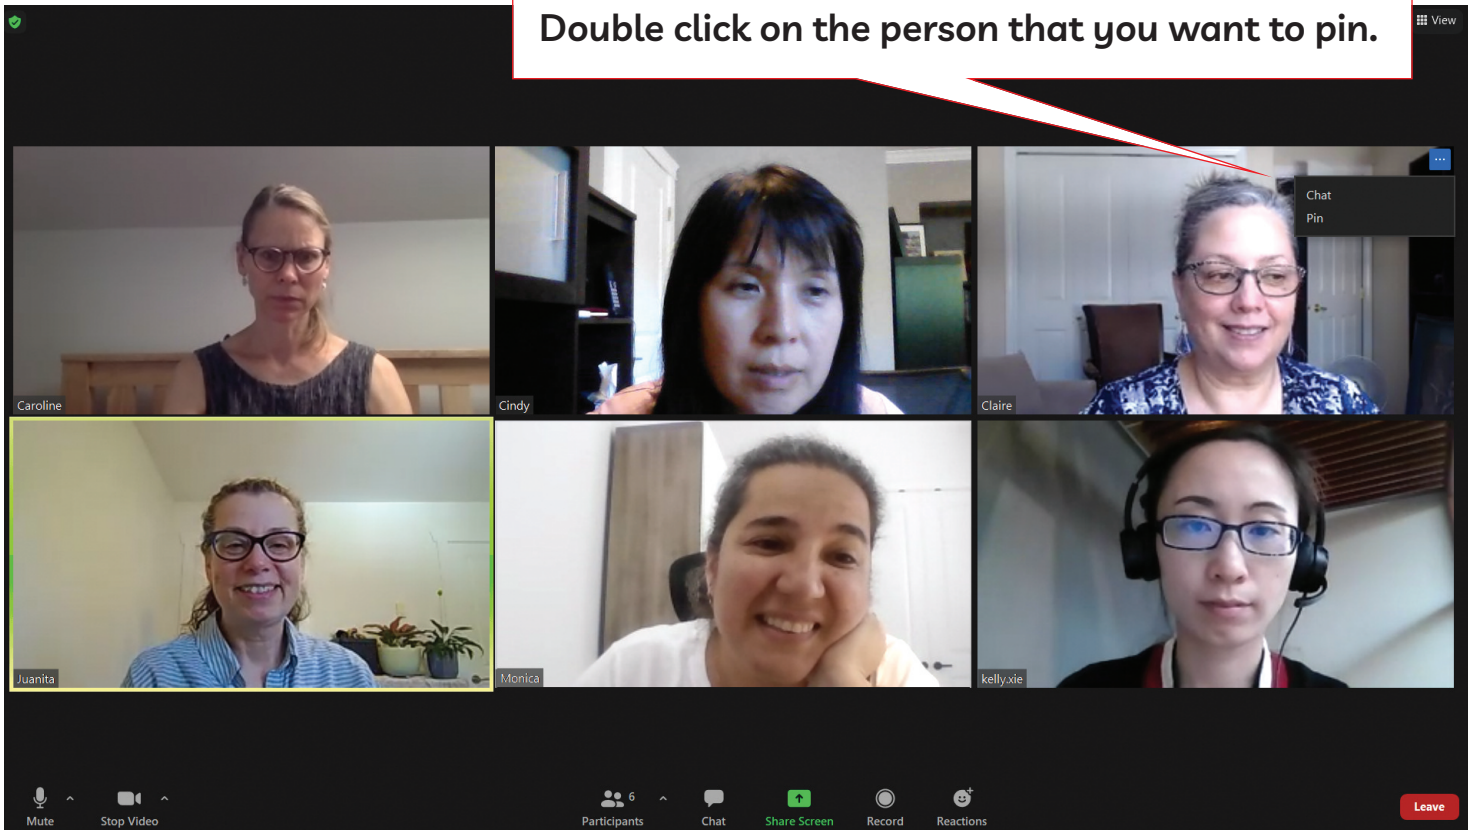 Double click on the person that you want to pin.
View
...
Chat
Pin
Caroline
Cindy
Claire
Juanita
Monica
kelly.xie
6
Mute
Stop Video
Participants
Chat
Share Screen
Record
Reactions
Leave